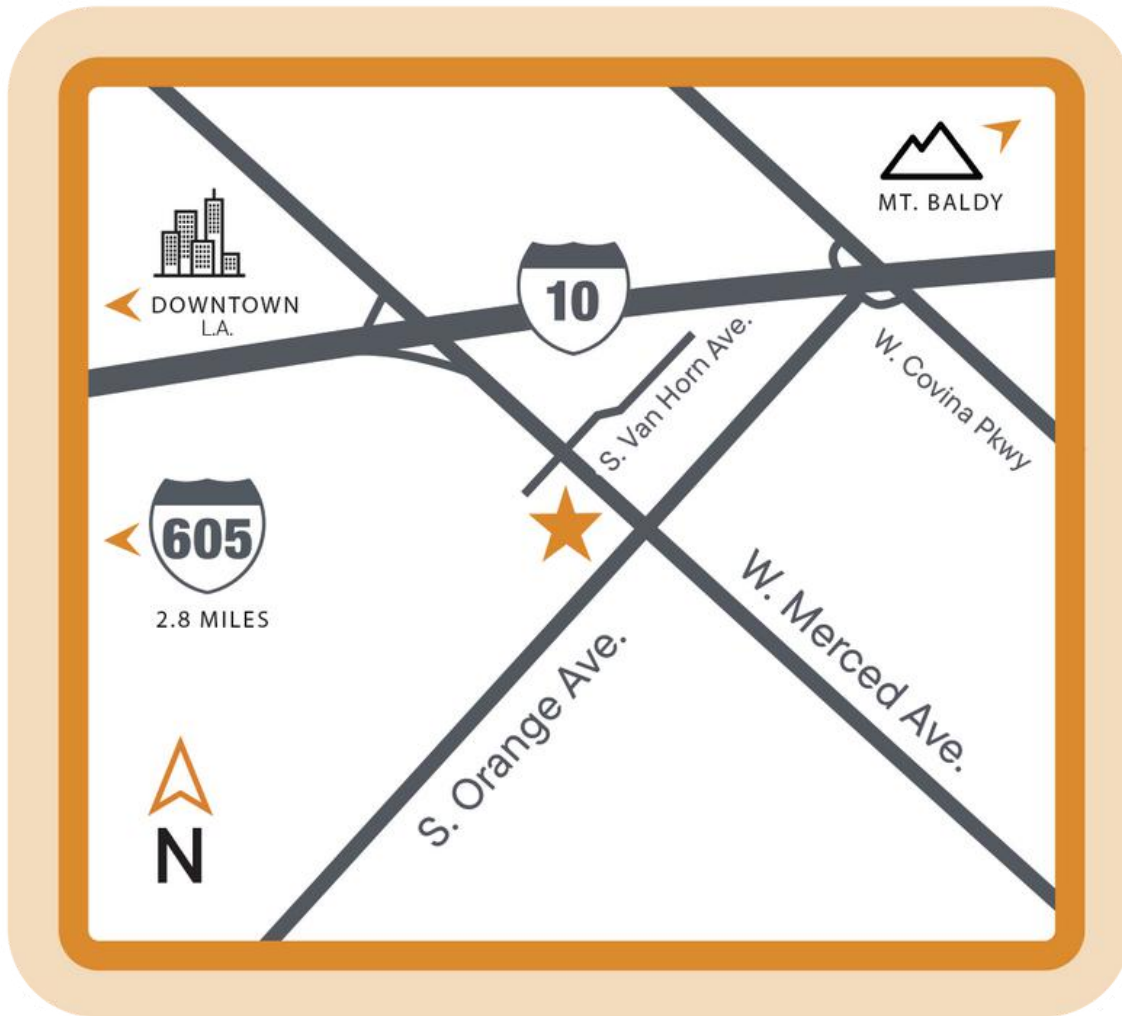 MT. BALDY
DOWNTOWN
L.A.
10
S. Van Horn Ave.
W. Covina Pkwy
605
2.8 MILES
W. Merced Ave.
S. Orange Ave.
N